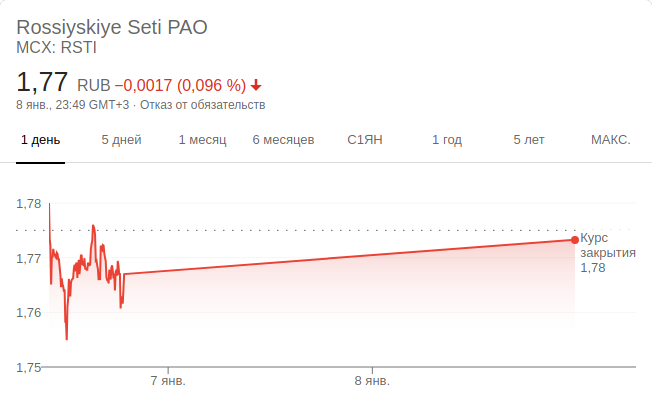 Rossiyskiye Seti PAO
MCX: RSTI
1,77 RUB −0,0017 (0,096 %)
8 янв., 23:49 GMT+3 · Отказ от обязательств
1 день 5 дней 1 месяц 6 месяцев С1ЯН 1 год 5 лет МАКС.
1,78
1,77
1,76
1,75
Курс
закрытия
1,78
7 янв. 8 янв.